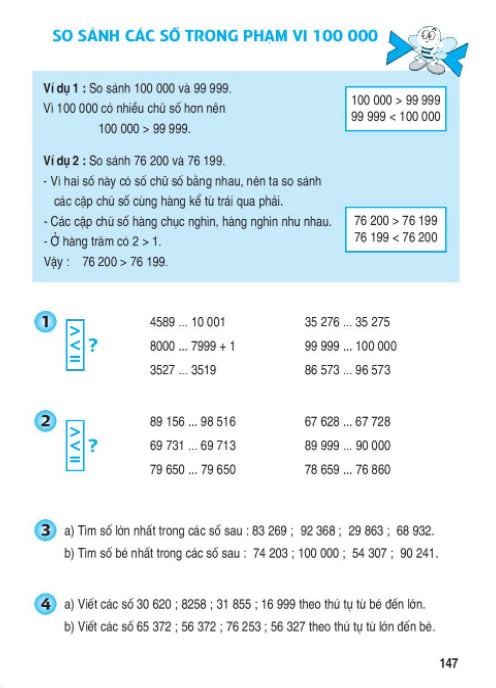 SO SÁNH CÁC SỐ TRONG PHẠM VI 100 000
Ví dụ 1 : So sánh 100 000 và 99 999.
Vì 100 000 có nhiều chữ số hơn nên
100 000 > 99 999.
100 000 > 99 999
99 999 < 100 000
Ví dụ 2 : So sánh 76 200 và 76 199.
- Vì hai số này có số chữ số bằng nhau, nên ta so sánh
các cặp chữ số cùng hàng kể từ trái qua phải.
- Các cặp chữ số hàng chục nghìn, hàng nghìn như nhau.
- Ở hàng trăm có 2 > 1.
Vậy : 76 200 > 76 199.
76 200 > 76 199
76 199 < 76 200
1
>
<
=
?
4589 ... 10 001 35 276 ... 35 275
8000 ... 7999 + 1 99 999 ... 100 000
3527 ... 3519 86 573 ... 96 573
2
>
<
=
?
89 156 ... 98 516 67 628 ... 67 728
69 731 ... 69 713 89 999 ... 90 000
79 650 ... 79 650 78 659 ... 76 860
3 a) Tìm số lớn nhất trong các số sau : 83 269 ; 92 368 ; 29 863 ; 68 932.
b) Tìm số bé nhất trong các số sau : 74 203 ; 100 000 ; 54 307 ; 90 241.
4 a) Viết các số 30 620 ; 8258 ; 31 855 ; 16 999 theo thứ tự từ bé đến lớn.
b) Viết các số 65 372 ; 56 372 ; 76 253 ; 56 327 theo thứ tự từ lớn đến bé.
147